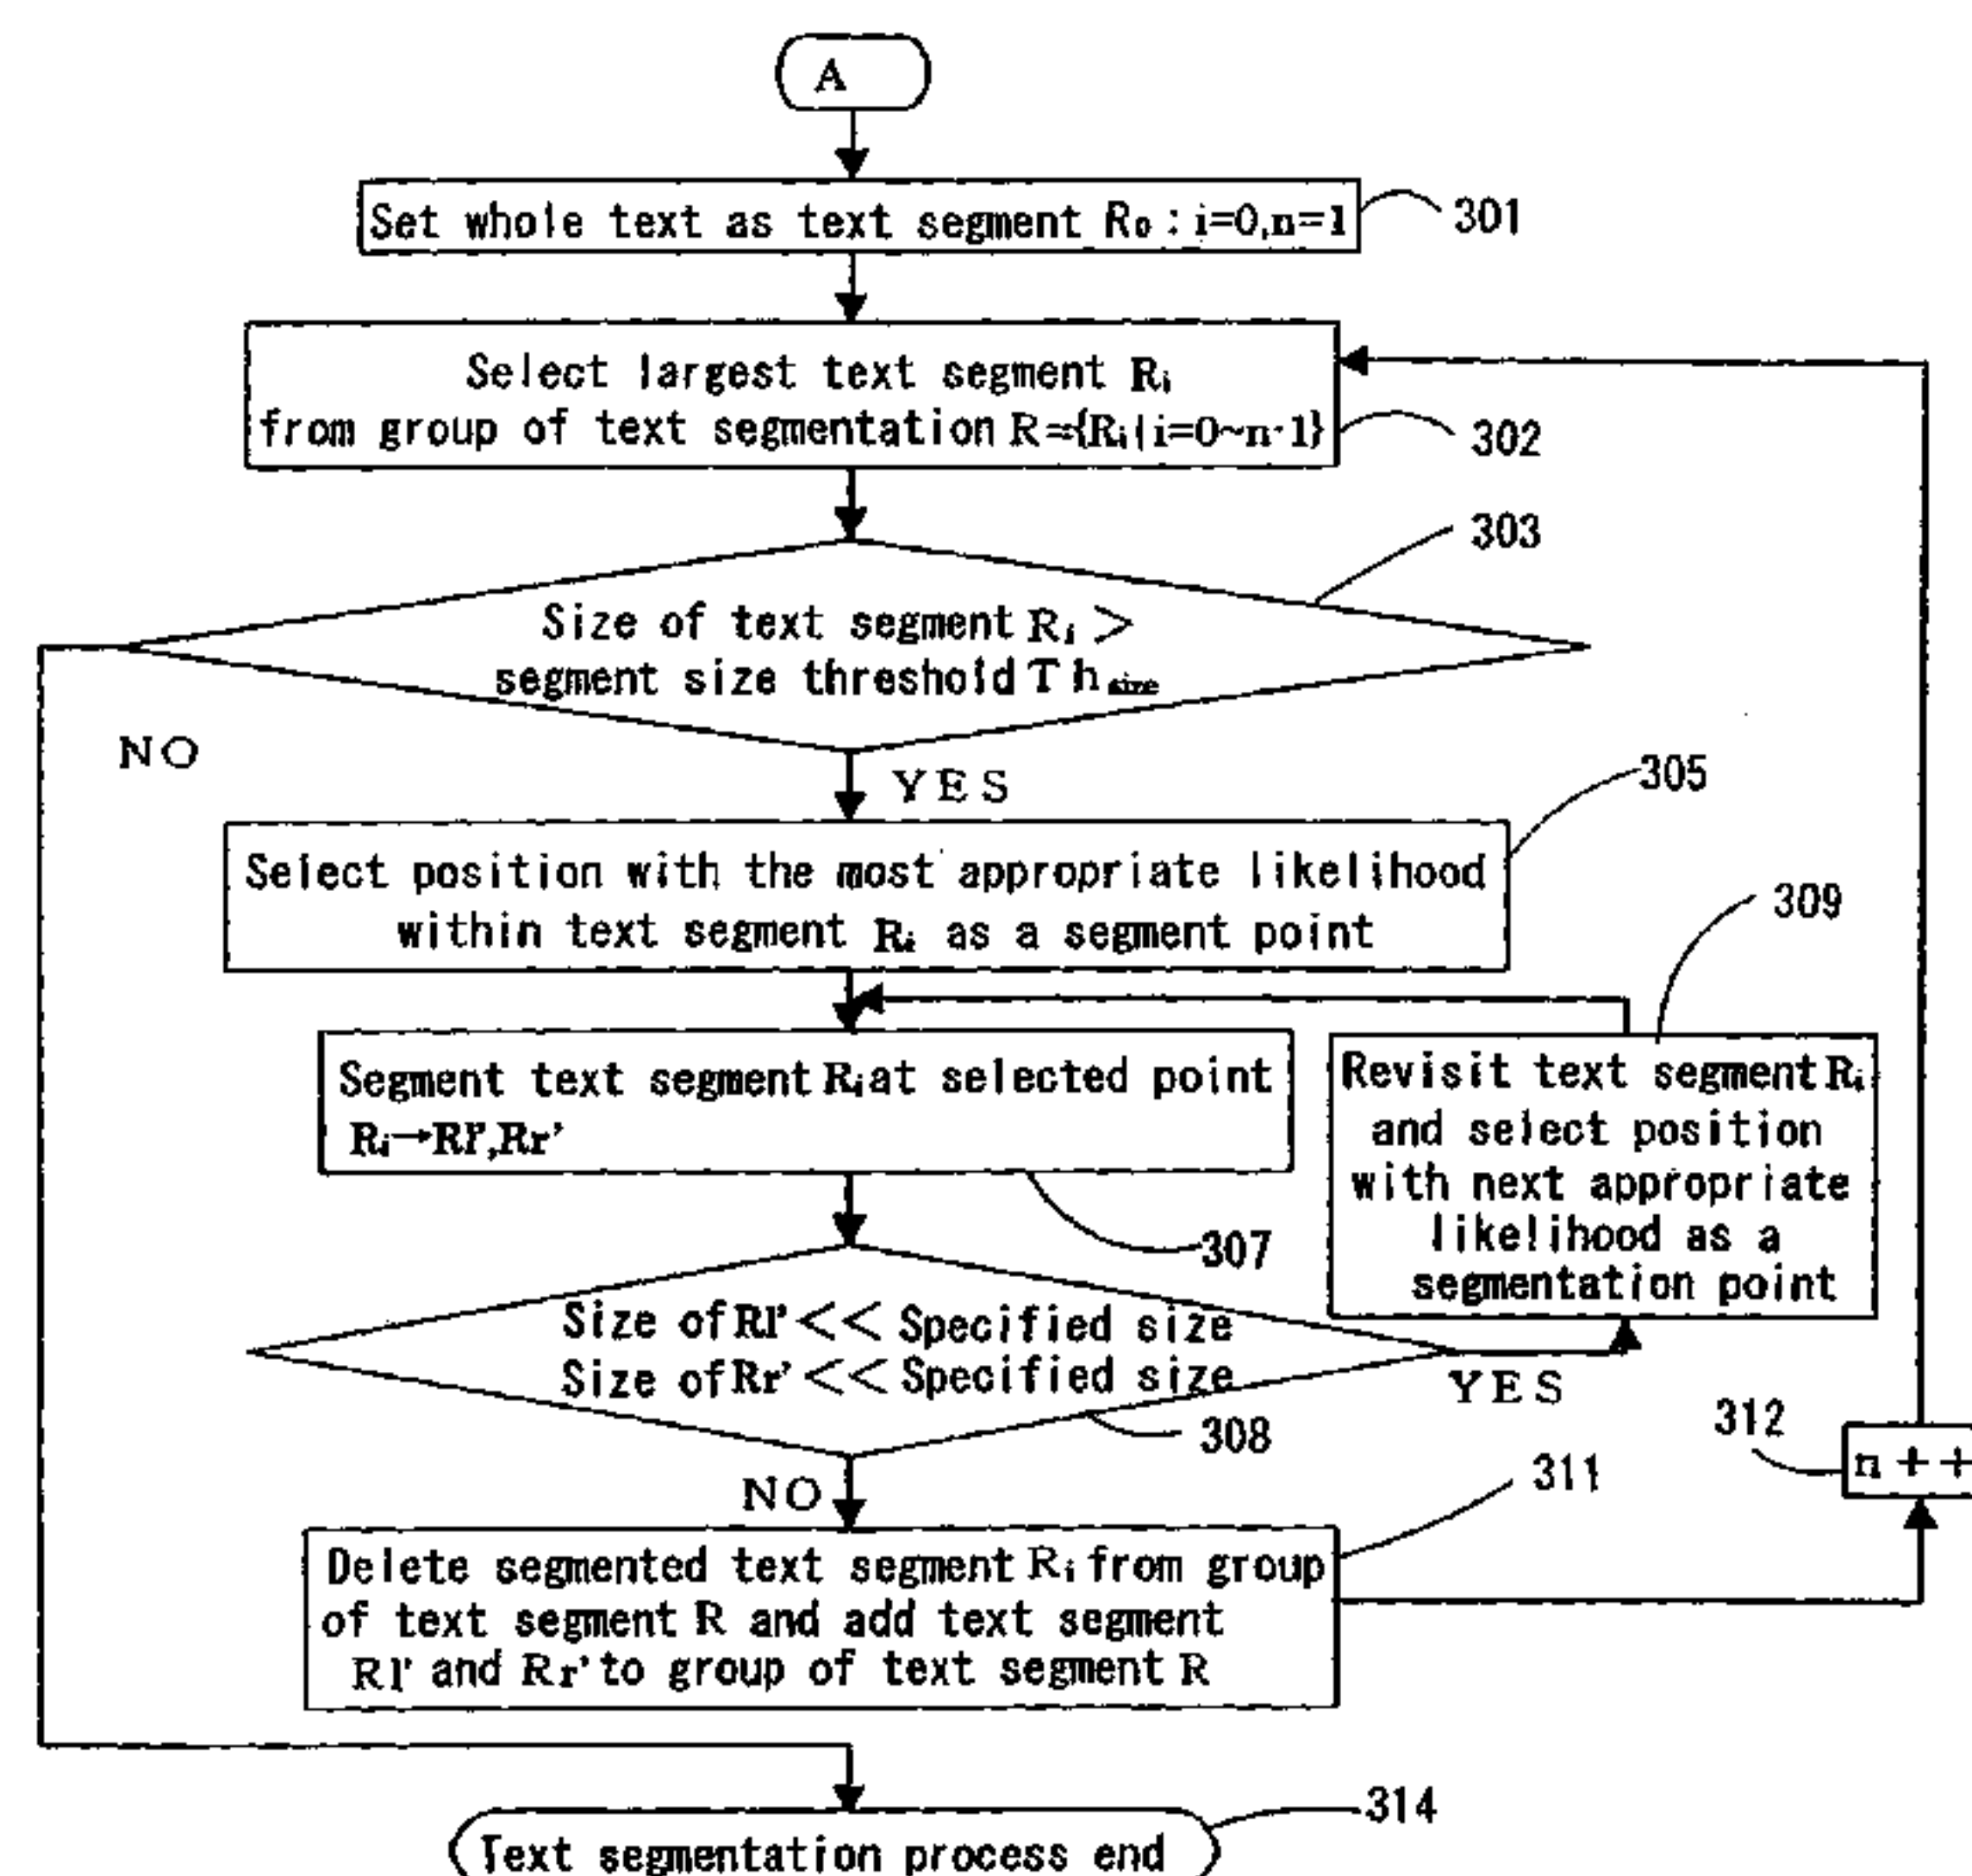 A
Set whole text as text segment R₀ : i=0,n=1
301
Select largest text segment Rᵢ
from group of text segmentation R={Rᵢ|i=0~n-1}
302
303
Size of text segment Rᵢ >
segment size threshold Th size
NO
YES
305
Select position with the most appropriate likelihood
within text segment Rᵢ as a segment point
309
Segment text segment Rᵢ at selected point
Rᵢ→Rl',Rr'
307
Revisit text segment Rᵢ
and select position
with next appropriate
likelihood as a
segmentation point
Size of Rl' << Specified size
Size of Rr' << Specified size
YES
308
NO
312
n++
311
Delete segmented text segment Rᵢ from group
of text segment R and add text segment
Rl' and Rr' to group of text segment R
314
Text segmentation process end